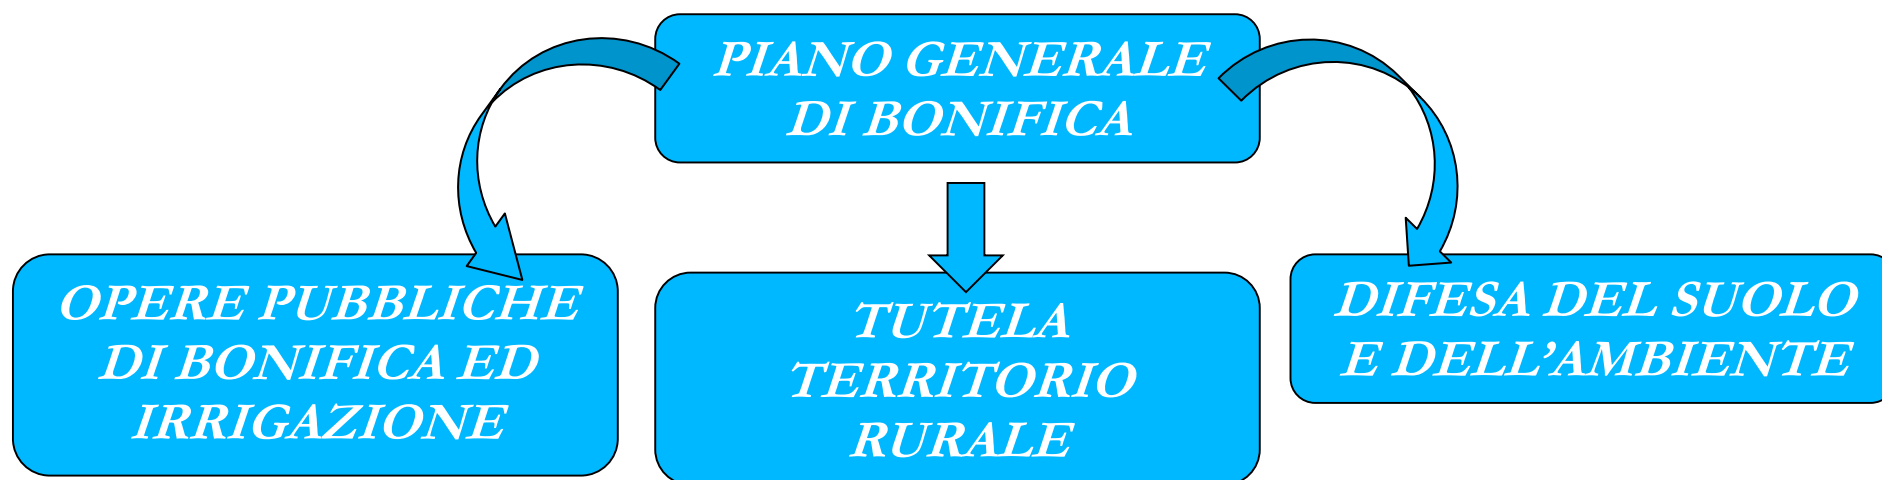 PIANO GENERALE
DI BONIFICA
OPERE PUBBLICHE
DI BONIFICA ED
IRRIGAZIONE
TUTELA
TERRITORIO
RURALE
DIFESA DEL SUOLO
E DELL’AMBIENTE